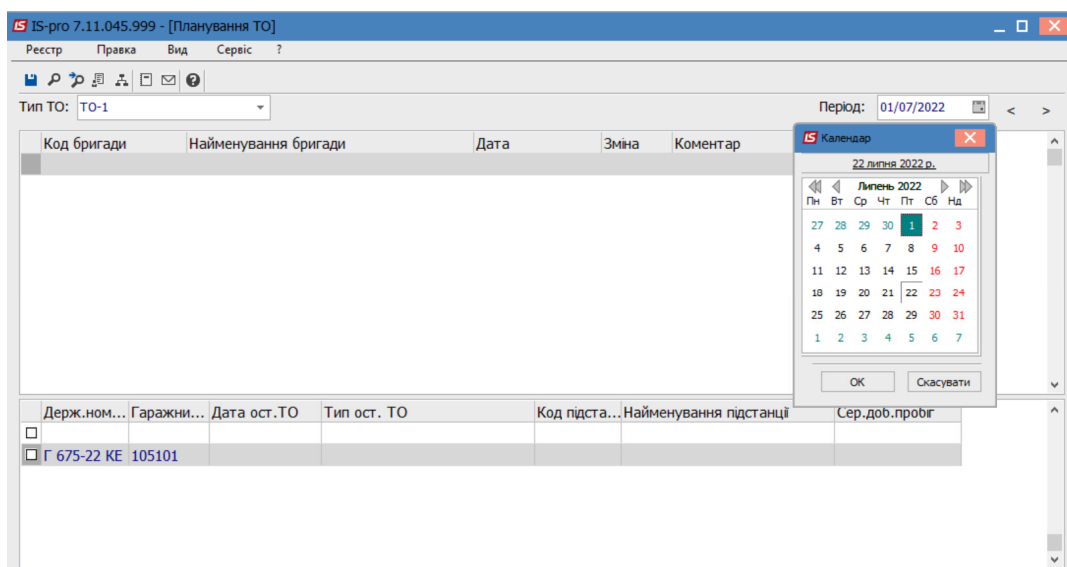 IS-pro 7.11.045.999 - [Планування ТО]
Реєстр Правка Вид Сервіс ?
Тип ТО: ТО-1 Період: 01/07/2022 < >
Код бригади Найменування бригади Дата Зміна Коментар
Календар
22 липня 2022 р.
Липень 2022
Пн Вт Ср Чт Пт Сб Нд
27 28 29 30 1 2 3
4 5 6 7 8 9 10
11 12 13 14 15 16 17
18 19 20 21 22 23 24
25 26 27 28 29 30 31
1 2 3 4 5 6 7
ОК Скасувати
Держ.ном... Гаражни... Дата ост.ТО Тип ост. ТО Код підста... Найменування підстанції Сер.доб.пробіг
Г 675-22 КЕ 105101